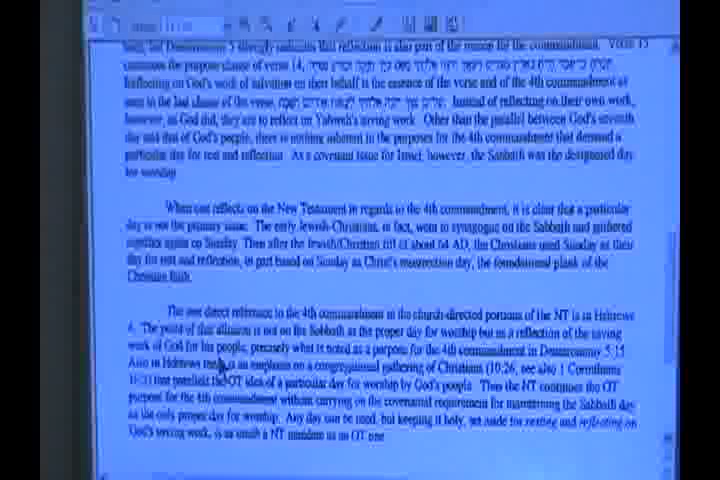 Deuteronomy 5 strongly indicates that reflection is also part of the reason for the commandment. Verse 15
continues the purpose clause of verse 14,
Reflecting on God's work of salvation on their behalf is the essence of the verse and of the 4th commandment as
seen in the last clause of the verse, Instead of reflecting on their own work,
however, as God did, they are to reflect on Yahweh's saving work. Other than the parallel between God's seventh
day and that of God's people, there is nothing inherent in the purposes for the 4th commandment that demand a
particular day for rest and reflection. As a covenant issue for Israel, however, the Sabbath was the designated day
for worship.
When one reflects on the New Testament in regards to the 4th commandment, it is clear that a particular
day is not the primary issue. The early Jewish-Christians, in fact, went to synagogue on the Sabbath and gathered
together again on Sunday. Then after the Jewish/Christian rift of about 64 AD, the Christians used Sunday as their
day for rest and reflection, in part based on Sunday as Christ's resurrection day, the foundational plank of the
Christian faith.
The one direct reference to the 4th commandment in the church-directed portions of the NT is in Hebrews
4. The point of this allusion is not on the Sabbath as the proper day for worship but as a reflection of the saving
work of God for his people, precisely what is noted as a purpose for the 4th commandment in Deuteronomy 5:15.
Also in Hebrews is an emphasis on a congregational gathering of Christians (10:26, see also 1 Corinthians
that parallels the OT idea of a particular day for worship by God's people. Thus the NT continues the OT
purpose for the 4th commandment without carrying on the covenantal requirement for maintaining the Sabbath day
as the only proper day for worship. Any day can be used, but keeping it holy, set aside for resting and reflecting on
God's saving work, is as much a NT mandate as an OT one.